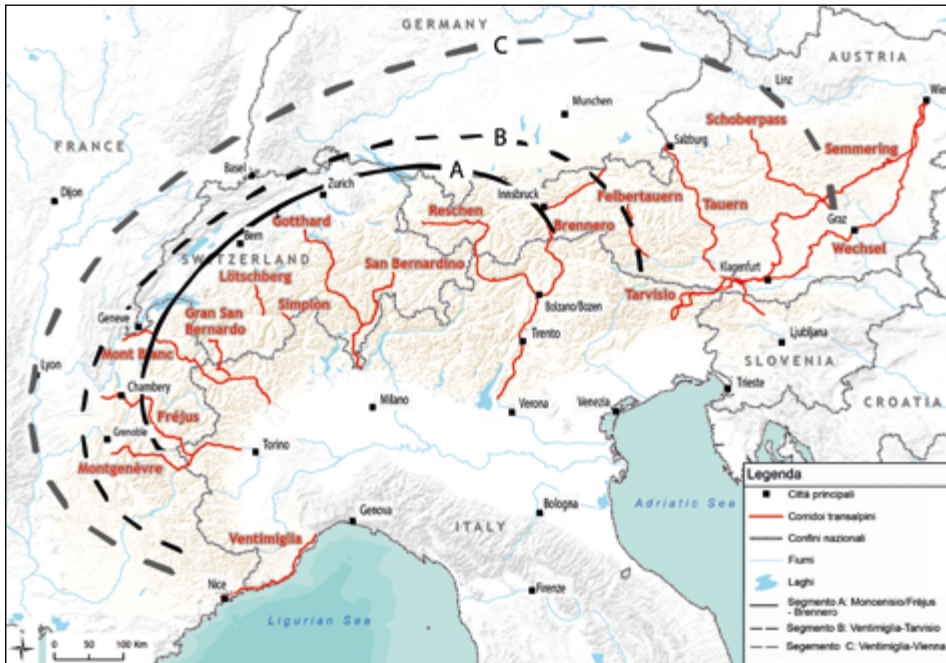 GERMANY
C
AUSTRIA
Linz
Wie
Munchen
Schoberpass
B
Salzburg
Semmering
FRANCE
Basel
A
Dijon
Zurich
Innsbruck
Felbertauern
Reschen
Tauern
Graz
Gotthard
Brennero
Bern
SWITZERLAND
San Bernardino
Wechsel
Lötschberg
Klagenfurt
Simplon
Tarvisio
Bolzano/Bozen
Geneve
Gran San
Bernardo
Trento
Ljubljana
Mont Blanc
SLOVENIA
Lyon
Chambery
Trieste
Milano
Verona
Venezia
CROATIA
Fréjus
Grenoble
Torino
Montgenèvre
Legenda
Città principali
Corridoi transalpini
Confini nazionali
Fiumi
Laghi
Segmento A: Moncenisio/Fréjus
- Brennero
Segmento B: Ventimiglia-Tarvisio
Segemento C: Ventimiglia-Vienna
Adriatic Sea
Bologna
Genova
ITALY
Ventimiglia
Nice
Firenze
Ligurian Sea
0 50 100 Km